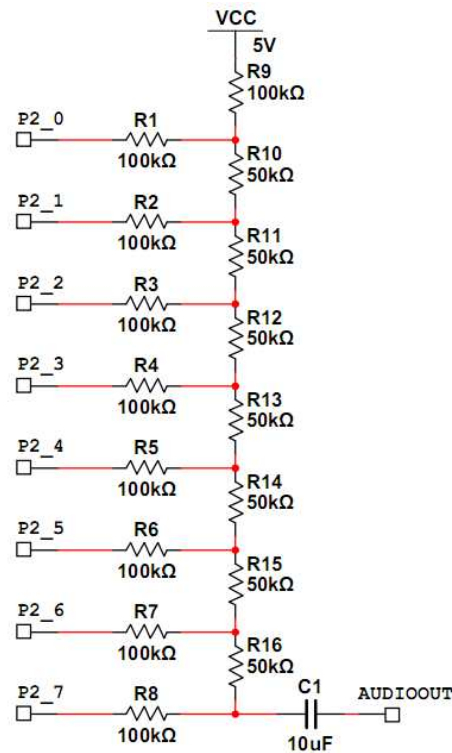 VCC
5V
R9
100kΩ
P2_0
R1
100kΩ
R10
50kΩ
P2_1
R2
100kΩ
R11
50kΩ
P2_2
R3
100kΩ
R12
50kΩ
P2_3
R4
100kΩ
R13
50kΩ
P2_4
R5
100kΩ
R14
50kΩ
P2_5
R6
100kΩ
R15
50kΩ
P2_6
R7
100kΩ
R16
50kΩ
P2_7
R8
100kΩ
C1
10uF
AUDIOOUT